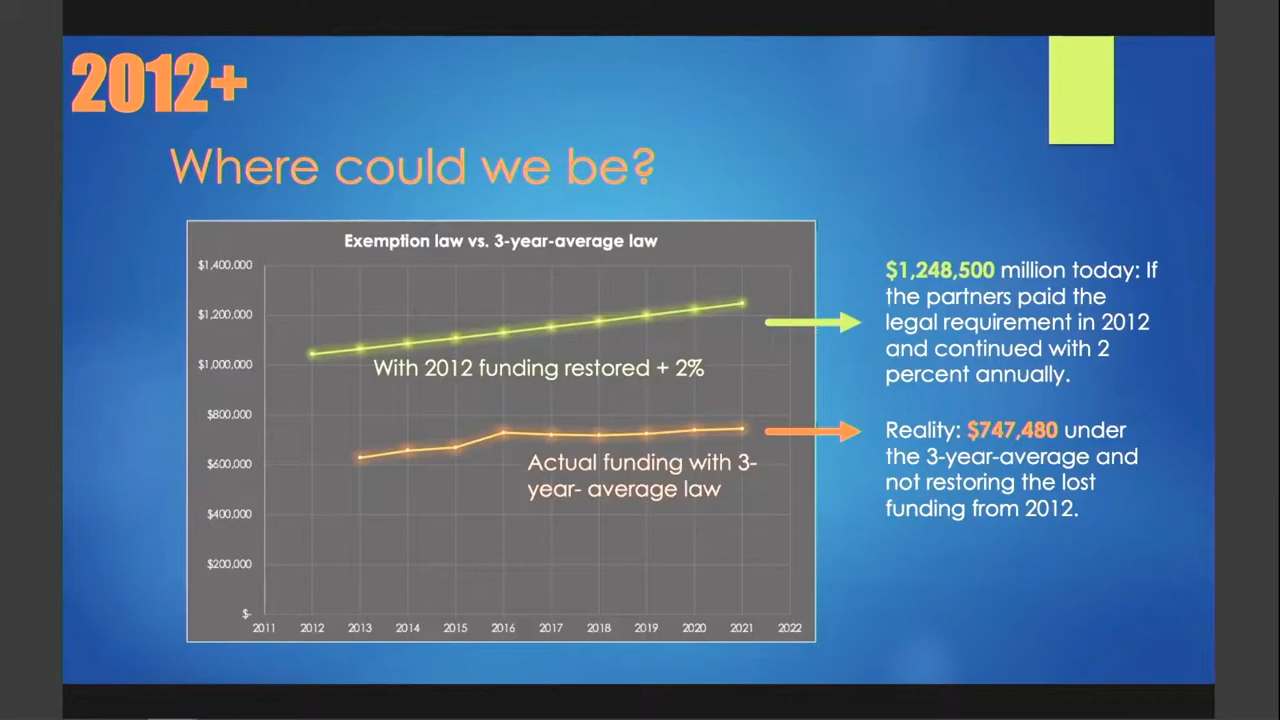 2012+
Where could we be?
Exemption law vs. 3-year-average law
$1,400,000
$1,200,000
$1,000,000
$800,000
$600,000
$400,000
$200,000
$-
2011 2012 2013 2014 2015 2016 2017 2018 2019 2020 2021 2022
With 2012 funding restored + 2%
Actual funding with 3-
year- average law
$1,248,500 million today: If
the partners paid the
legal requirement in 2012
and continued with 2
percent annually.
Reality: $747,480 under
the 3-year-average and
not restoring the lost
funding from 2012.